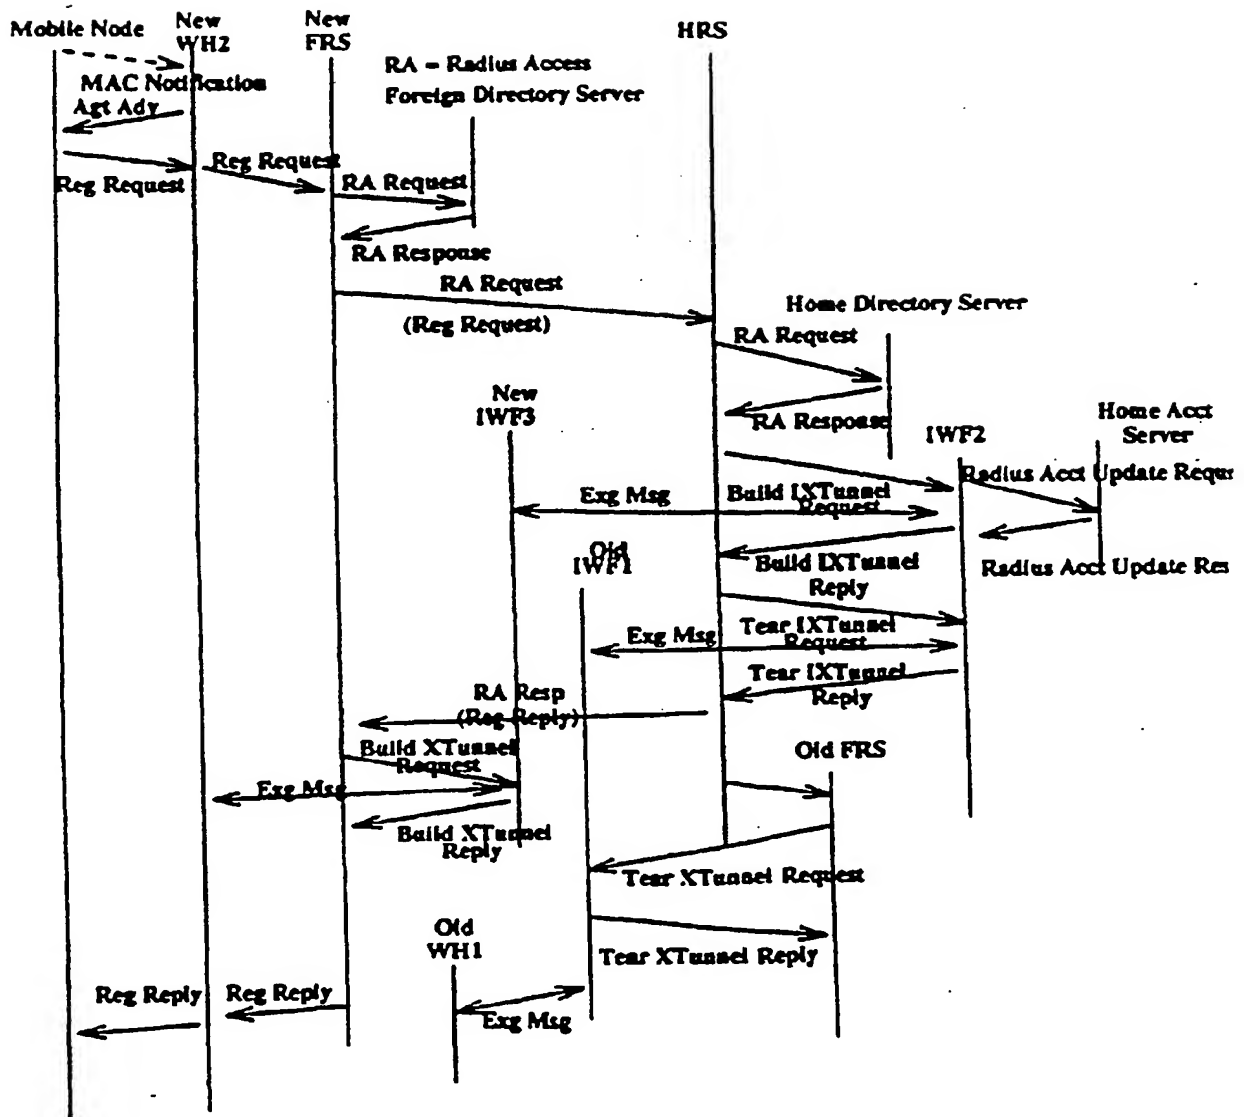 Mobile Node
New
WH2
New
FRS
HRS
RA - Radius Access
Foreign Directory Server
MAC Notification
Agt Adv
Reg Request
Reg Request
RA Request
RA Response
RA Request
(Reg Request)
Home Directory Server
RA Request
RA Response
New
IWF3
IWF2
Home Acct
Server
Radius Acct Update Requr
Exg Msg
Build IXTunnel
Request
Old
IWF1
Build IXTunnel
Reply
Radius Acct Update Res
Exg Msg
Tear IXTunnel
Request
Tear IXTunnel
Reply
RA Resp
(Reg Reply)
Build XTunnel
Request
Old FRS
Exg Msg
Build XTunnel
Reply
Tear XTunnel Request
Old
WH1
Tear XTunnel Reply
Reg Reply
Reg Reply
Exg Msg